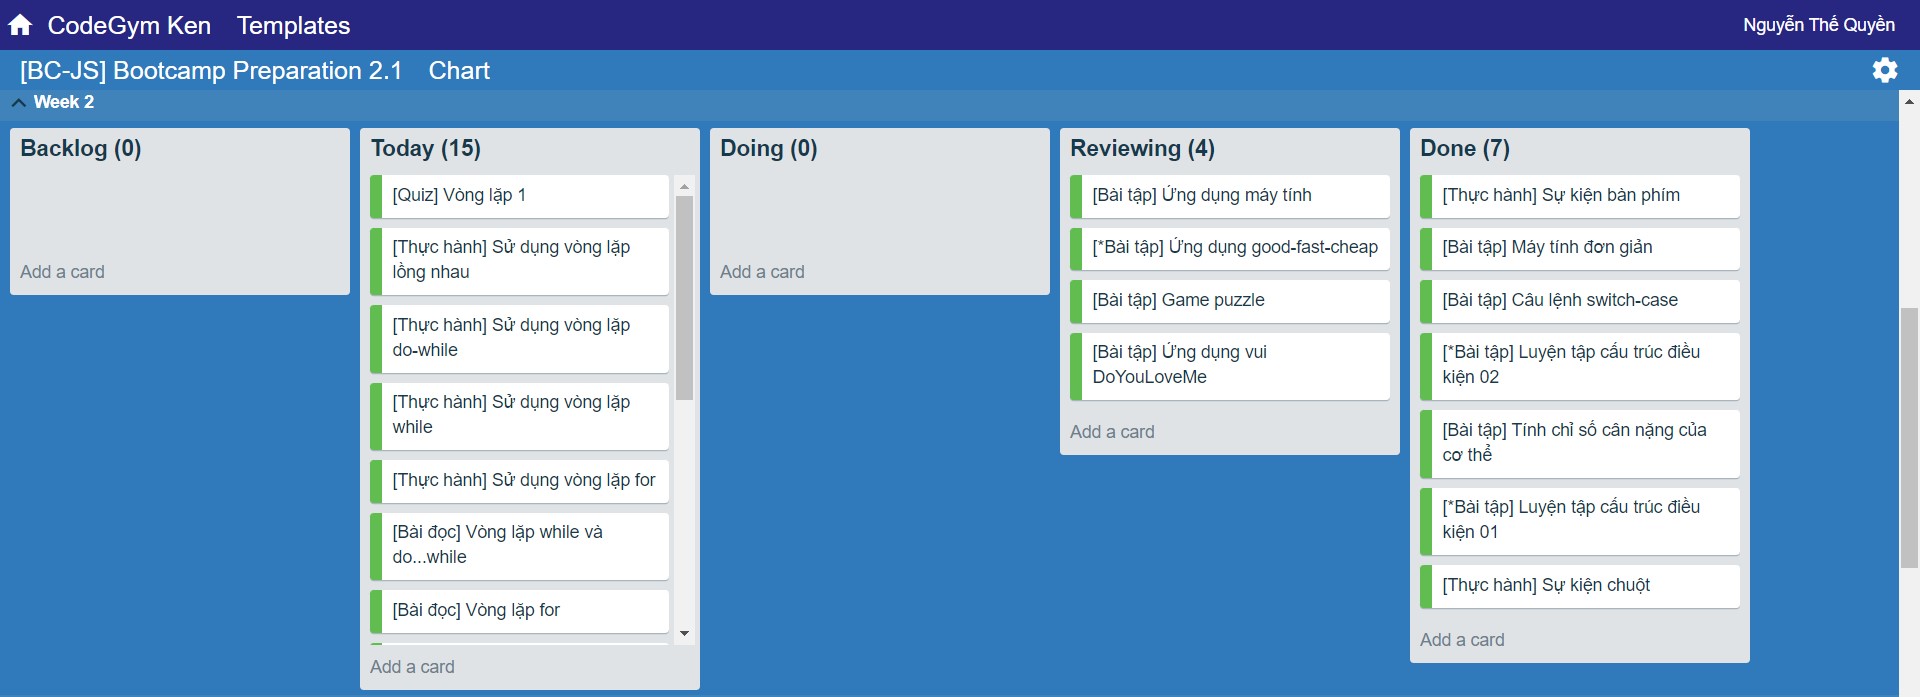 CodeGym Ken Templates Nguyễn Thế Quyền
[BC-JS] Bootcamp Preparation 2.1 Chart
Week 2
Backlog (0)
Add a card
Today (15)
[Quiz] Vòng lặp 1
[Thực hành] Sử dụng vòng lặp
lồng nhau
[Thực hành] Sử dụng vòng lặp
do-while
[Thực hành] Sử dụng vòng lặp
while
[Thực hành] Sử dụng vòng lặp for
[Bài đọc] Vòng lặp while và
do...while
[Bài đọc] Vòng lặp for
Add a card
Doing (0)
Add a card
Reviewing (4)
[Bài tập] Ứng dụng máy tính
[*Bài tập] Ứng dụng good-fast-cheap
[Bài tập] Game puzzle
[Bài tập] Ứng dụng vui
DoYouLoveMe
Add a card
Done (7)
[Thực hành] Sự kiện bàn phím
[Bài tập] Máy tính đơn giản
[Bài tập] Câu lệnh switch-case
[*Bài tập] Luyện tập cấu trúc điều
kiện 02
[Bài tập] Tính chỉ số cân nặng của
cơ thể
[*Bài tập] Luyện tập cấu trúc điều
kiện 01
[Thực hành] Sự kiện chuột
Add a card